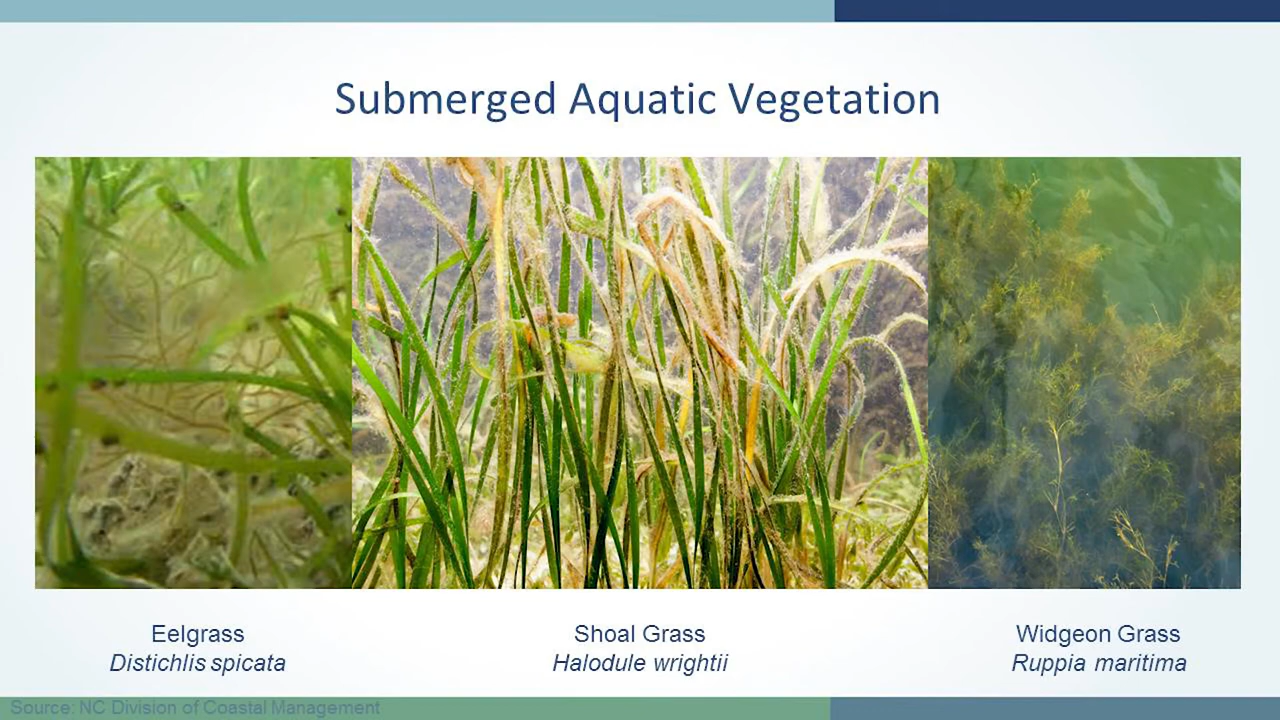 Submerged Aquatic Vegetation
Eelgrass
Distichlis spicata
Shoal Grass
Halodule wrightii
Widgeon Grass
Ruppia maritima
Source: NC Division of Coastal Management